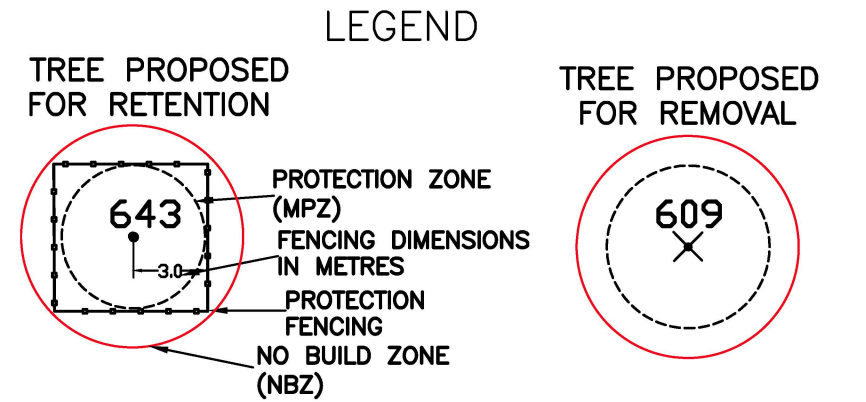 LEGEND
TREE PROPOSED
FOR RETENTION
643
3.0
PROTECTION ZONE
(MPZ)
FENCING DIMENSIONS
IN METRES
PROTECTION
FENCING
NO BUILD ZONE
(NBZ)
TREE PROPOSED
FOR REMOVAL
609